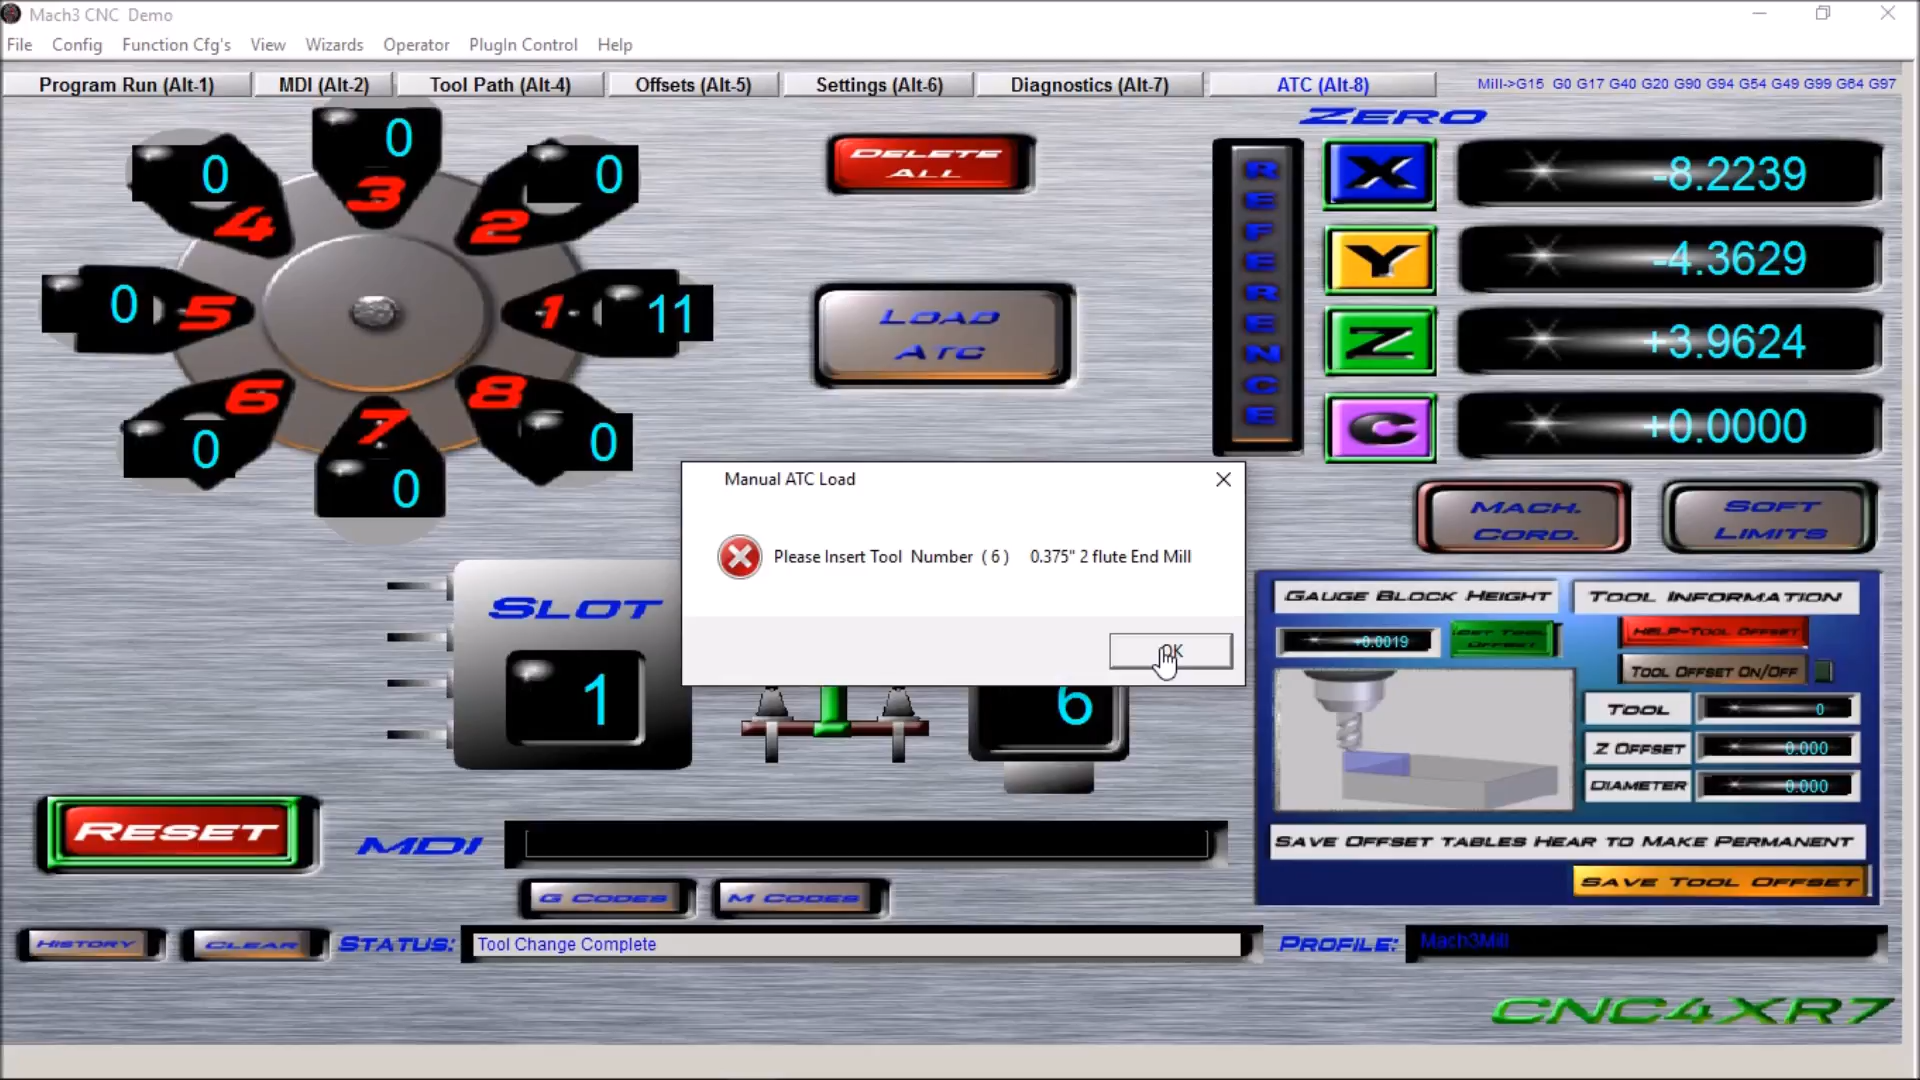 Mach3 CNC Demo
File Config Function Cfg's View Wizards Operator PlugIn Control Help
Program Run (Alt-1) MDI (Alt-2) Tool Path (Alt-4) Offsets (Alt-5) Settings (Alt-6) Diagnostics (Alt-7) ATC (Alt-8) Mill->G15 G0 G17 G40 G20 G90 G94 G54 G49 G99 G64 G97
ZERO
0
3
0
4
0
2
0
5
11
1
0
6
0
7
0
8
DELETE
ALL
LOAD
ATC
REFERENCE
X -8.2239
Y -4.3629
Z +3.9624
C +0.0000
MACH.
CORD.
SOFT
LIMITS
Manual ATC Load
Please Insert Tool Number ( 6 ) 0.375" 2 flute End Mill
OK
SLOT
1
6
GAUGE BLOCK HEIGHT
+0.0019
TOOL INFORMATION
HELP-TOOL OFFSET
TOOL OFFSET ON/OFF
TOOL 0
Z OFFSET 0.000
DIAMETER 0.000
SAVE OFFSET TABLES HEAR TO MAKE PERMANENT
SAVE TOOL OFFSET
RESET
MDI
G CODES M CODES
HISTORY CLEAR STATUS: Tool Change Complete PROFILE: Mach3Mill
CNC4XR7